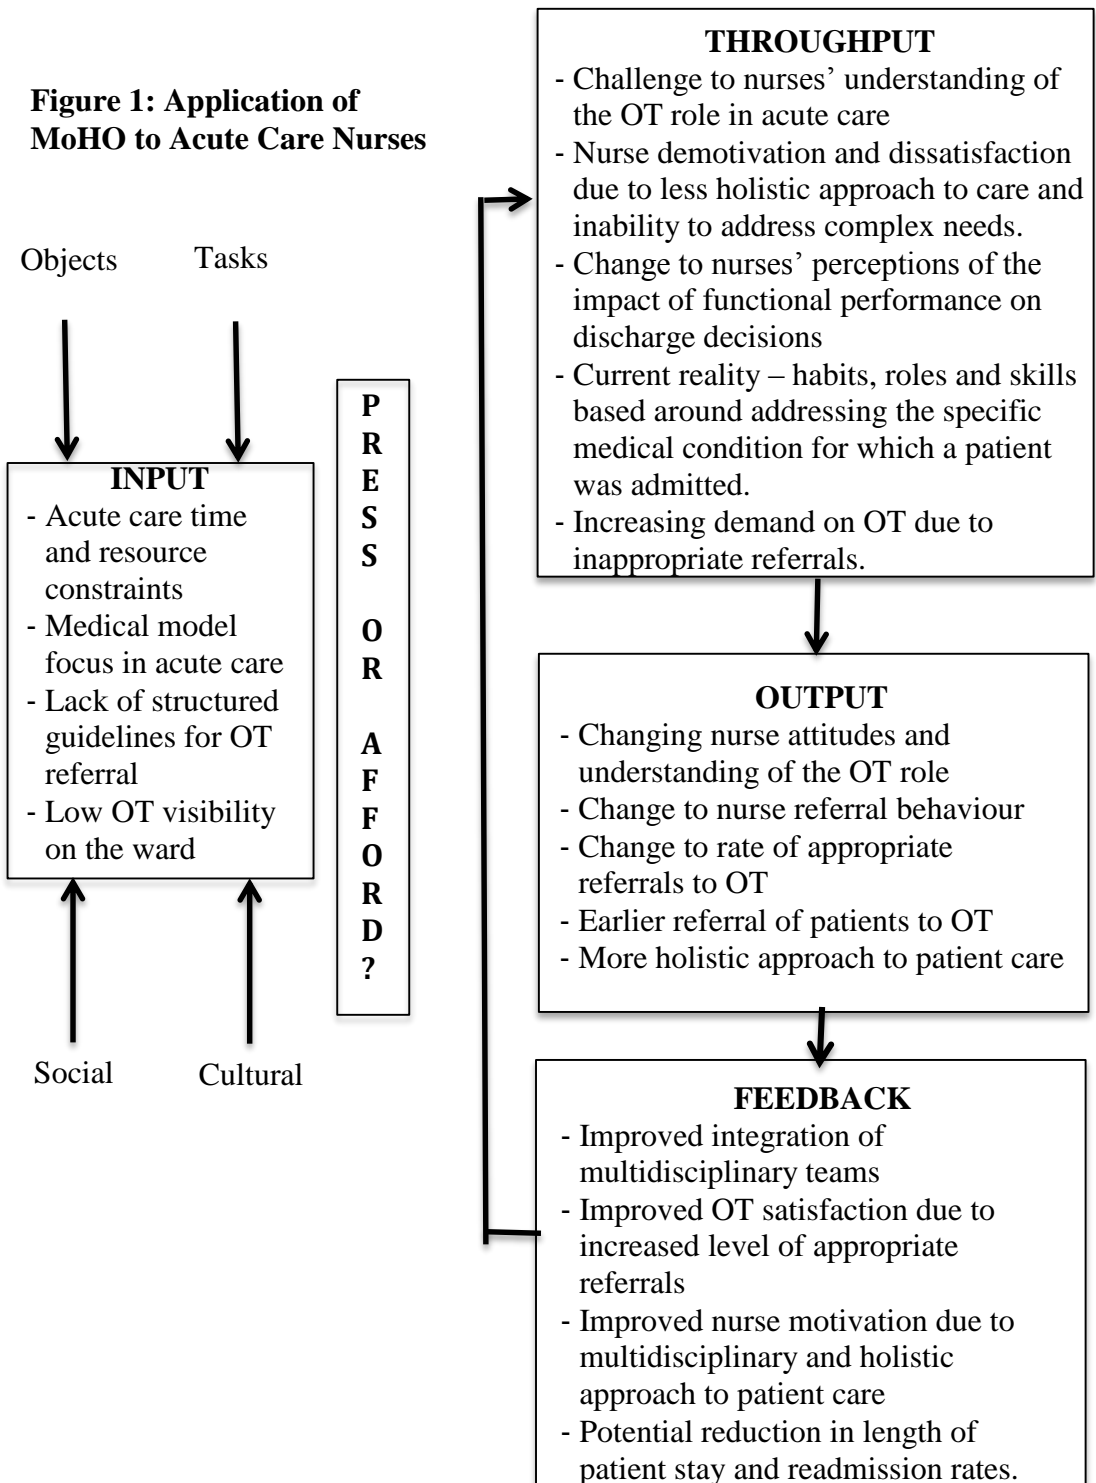 Figure 1: Application of
MoHO to Acute Care Nurses
Objects
Tasks
INPUT
- Acute care time
and resource
constraints
- Medical model
focus in acute care
- Lack of structured
guidelines for OT
referral
- Low OT visibility
on the ward
Social
Cultural
P
R
E
S
S
O
R
A
F
F
O
R
D
?
THROUGHPUT
- Challenge to nurses’ understanding of
the OT role in acute care
- Nurse demotivation and dissatisfaction
due to less holistic approach to care and
inability to address complex needs.
- Change to nurses’ perceptions of the
impact of functional performance on
discharge decisions
- Current reality – habits, roles and skills
based around addressing the specific
medical condition for which a patient
was admitted.
- Increasing demand on OT due to
inappropriate referrals.
OUTPUT
- Changing nurse attitudes and
understanding of the OT role
- Change to nurse referral behaviour
- Change to rate of appropriate
referrals to OT
- Earlier referral of patients to OT
- More holistic approach to patient care
FEEDBACK
- Improved integration of
multidisciplinary teams
- Improved OT satisfaction due to
increased level of appropriate
referrals
- Improved nurse motivation due to
multidisciplinary and holistic
approach to patient care
- Potential reduction in length of
patient stay and readmission rates.